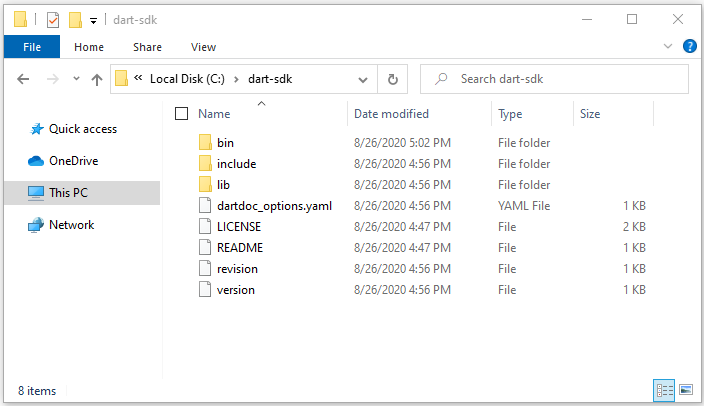 dart-sdk
File Home Share View
« Local Disk (C:) > dart-sdk Search dart-sdk
Name Date modified Type Size
Quick access
OneDrive
This PC
Network
bin 8/26/2020 5:02 PM File folder
include 8/26/2020 4:56 PM File folder
lib 8/26/2020 4:56 PM File folder
dartdoc_options.yaml 8/26/2020 4:56 PM YAML File 1 KB
LICENSE 8/26/2020 4:47 PM File 2 KB
README 8/26/2020 4:47 PM File 1 KB
revision 8/26/2020 4:56 PM File 1 KB
version 8/26/2020 4:56 PM File 1 KB
8 items